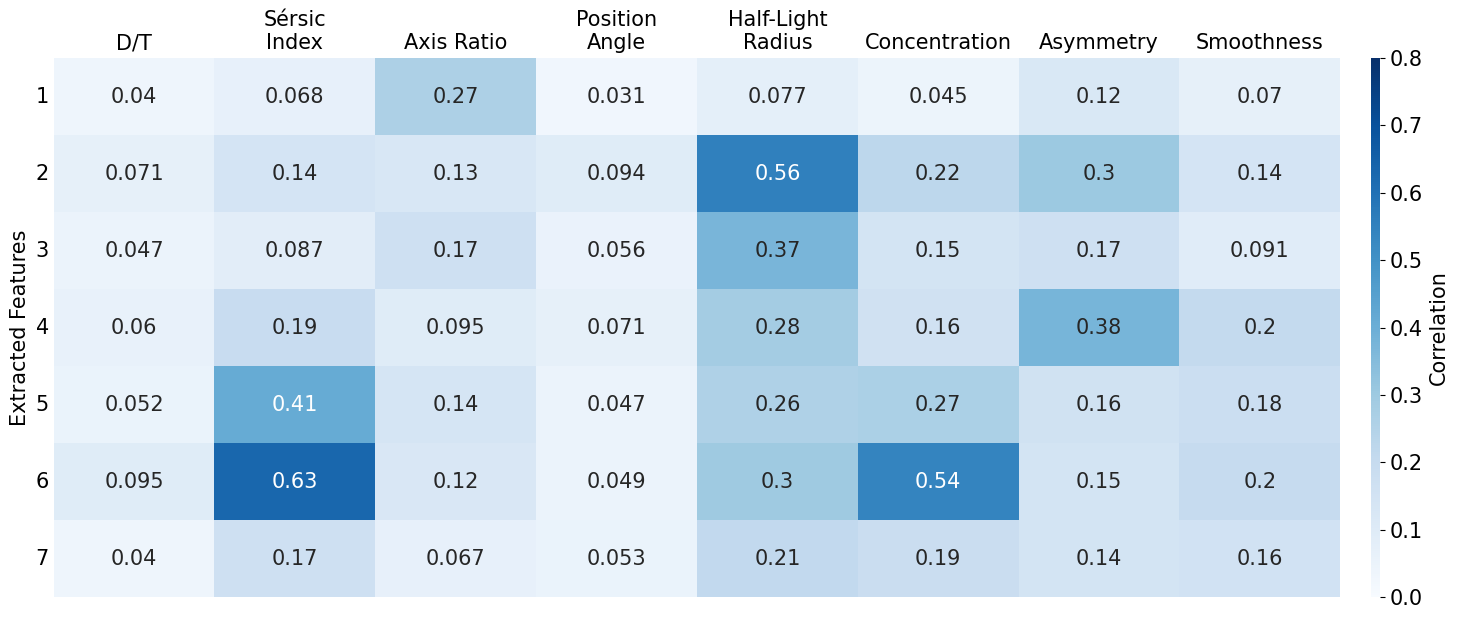 Sérsic Position Half-Light
D/T Index Axis Ratio Angle Radius Concentration Asymmetry Smoothness
1 0.04 0.068 0.27 0.031 0.077 0.045 0.12 0.07
2 0.071 0.14 0.13 0.094 0.56 0.22 0.3 0.14
3 0.047 0.087 0.17 0.056 0.37 0.15 0.17 0.091
4 0.06 0.19 0.095 0.071 0.28 0.16 0.38 0.2
5 0.052 0.41 0.14 0.047 0.26 0.27 0.16 0.18
6 0.095 0.63 0.12 0.049 0.3 0.54 0.15 0.2
7 0.04 0.17 0.067 0.053 0.21 0.19 0.14 0.16
Extracted Features
0.8
0.7
0.6
0.5
0.4
0.3
0.2
0.1
0.0
Correlation